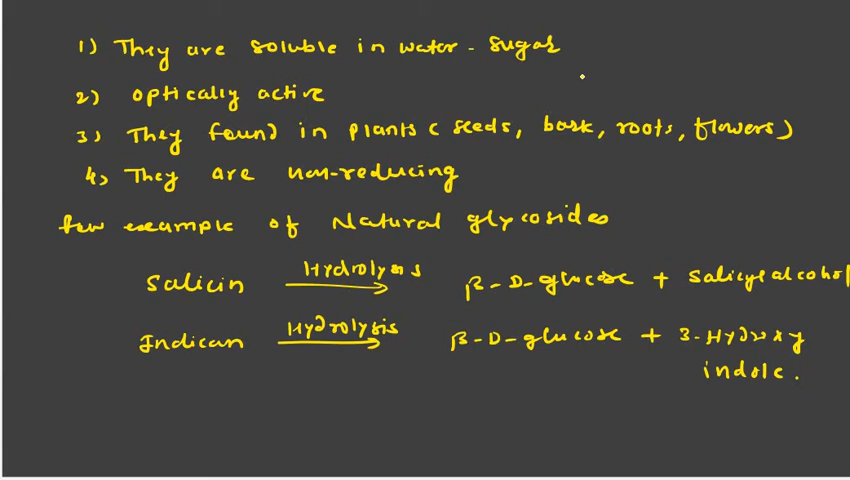 1) They are soluble in water - sugar
2) optically active
3) They found in plants ( seeds, bark, roots, flowers)
4) They are non-reducing
few example of Natural glycosides
Salicin Hydrolysis β-D-glucose + Salicyl alcohol
Indican Hydrolysis β-D-glucose + 3-Hydroxy
indole.